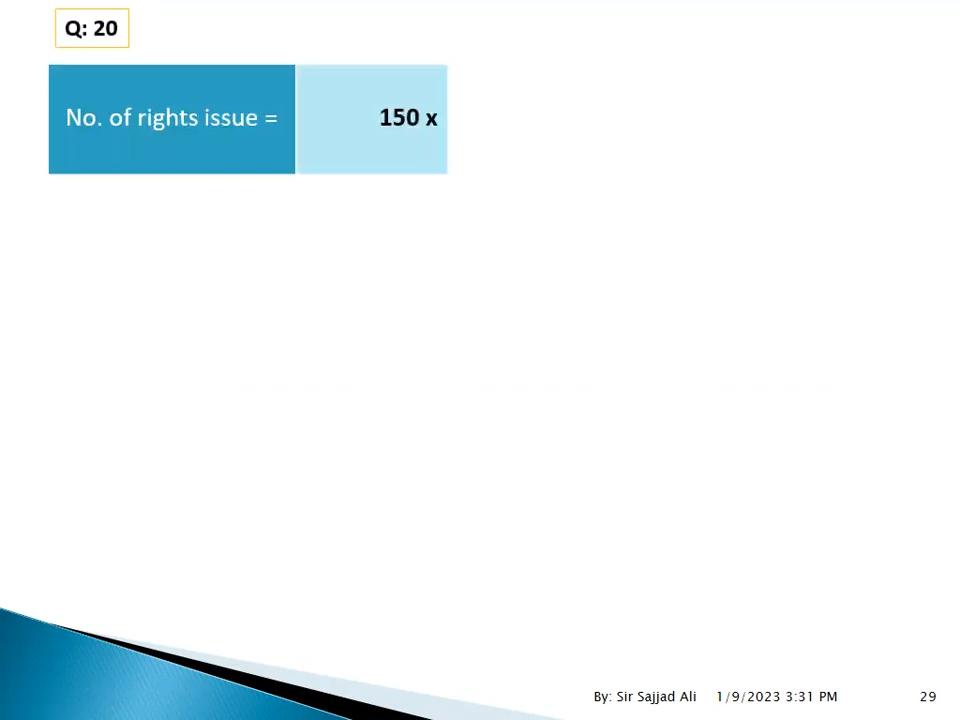 Q: 20
No. of rights issue = 150 x
By: Sir Sajjad Ali 1/9/2023 3:31 PM 29